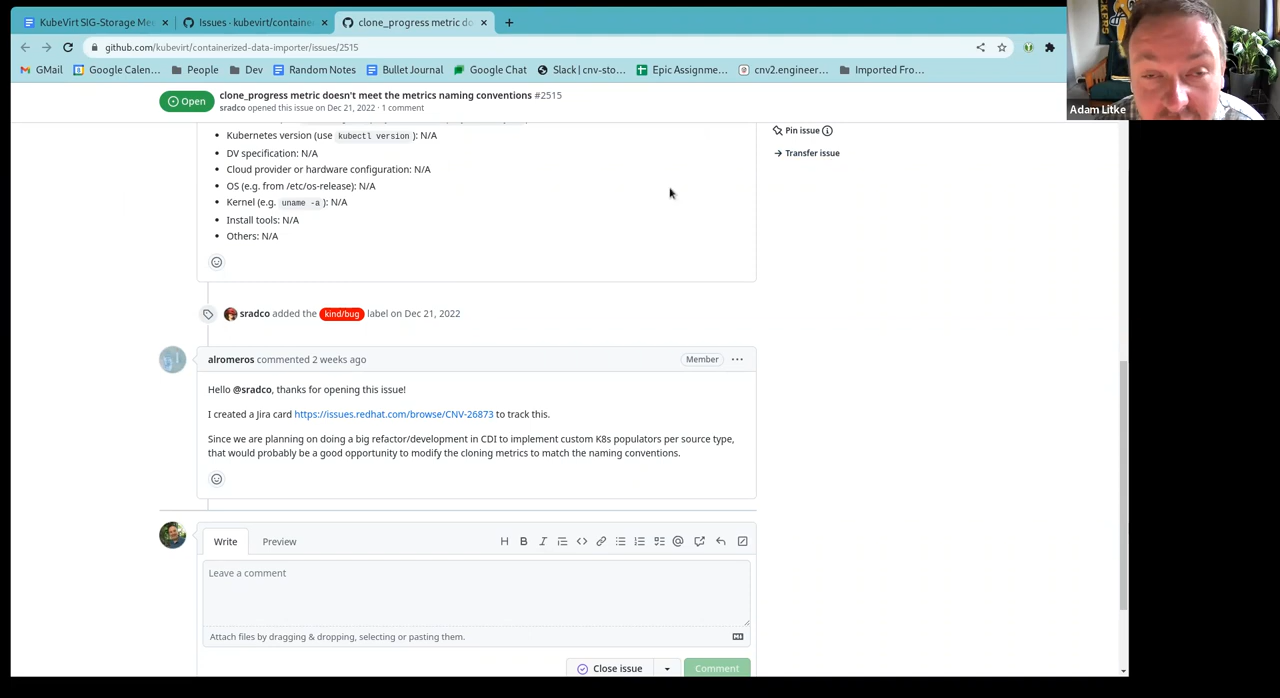 KubeVirt SIG-Storage Me
Issues · kubevirt/containe
clone_progress metric do
github.com/kubevirt/containerized-data-importer/issues/2515
GMail
Google Calen...
People
Dev
Random Notes
Bullet Journal
Google Chat
Slack | cnv-sto...
Epic Assignme...
cnv2.engineer...
Imported Fro...
Adam Litke
Open
clone_progress metric doesn't meet the metrics naming conventions #2515
sradco opened this issue on Dec 21, 2022 · 1 comment
Kubernetes version (use kubectl version ): N/A
DV specification: N/A
Cloud provider or hardware configuration: N/A
OS (e.g. from /etc/os-release): N/A
Kernel (e.g. uname -a ): N/A
Install tools: N/A
Others: N/A
Pin issue
Transfer issue
sradco added the kind/bug label on Dec 21, 2022
alromeros commented 2 weeks ago
Member
Hello @sradco, thanks for opening this issue!
I created a Jira card https://issues.redhat.com/browse/CNV-26873 to track this.
Since we are planning on doing a big refactor/development in CDI to implement custom K8s populators per source type,
that would probably be a good opportunity to modify the cloning metrics to match the naming conventions.
Write
Preview
Leave a comment
Attach files by dragging & dropping, selecting or pasting them.
Close issue
Comment